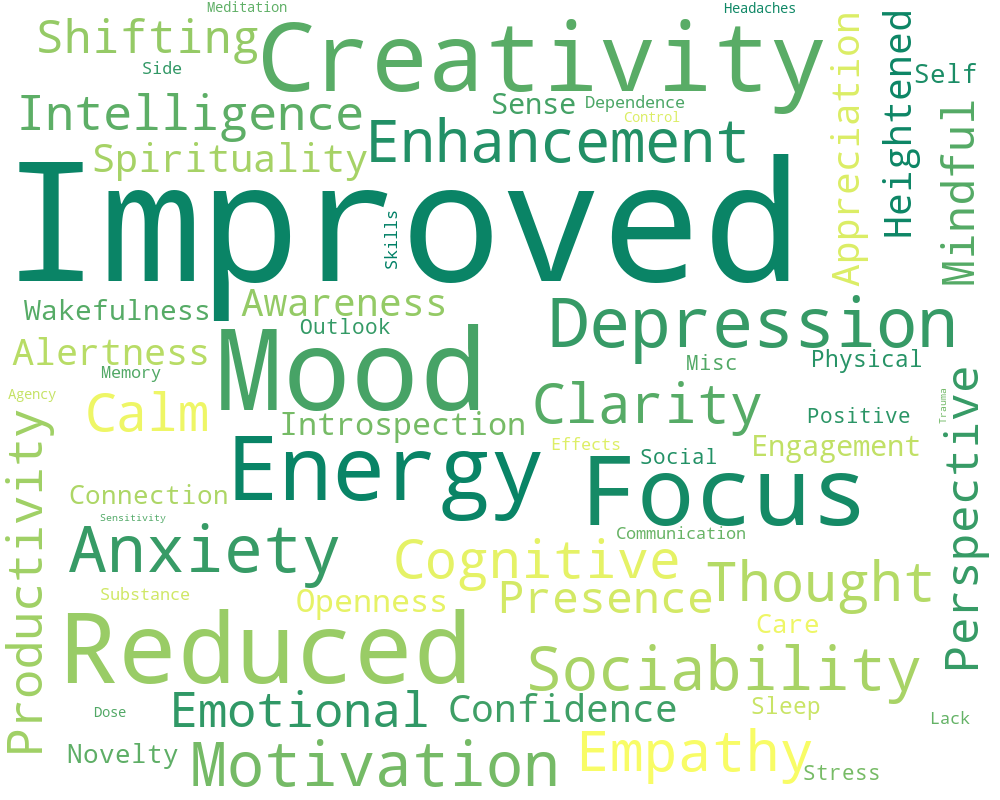 Meditation
Headaches
Shifting
Creativity
Appreciation
Heightened
Side
Self
Intelligence
Sense
Dependence
Control
Mindful
Enhancement
Spirituality
Improved
Skills
Wakefulness
Awareness
Outlook
Depression
Mood
Alertness
Memory
Misc
Physical
Agency
Calm
Introspection
Clarity
Positive
Trauma
Perspective
Productivity
Energy
Effects
Social
Engagement
Focus
Connection
Sensitivity
Anxiety
Communication
Cognitive
Thought
Substance
Openness
Presence
Reduced
Care
Sociability
Emotional
Confidence
Sleep
Dose
Lack
Novelty
Motivation
Empathy
Stress